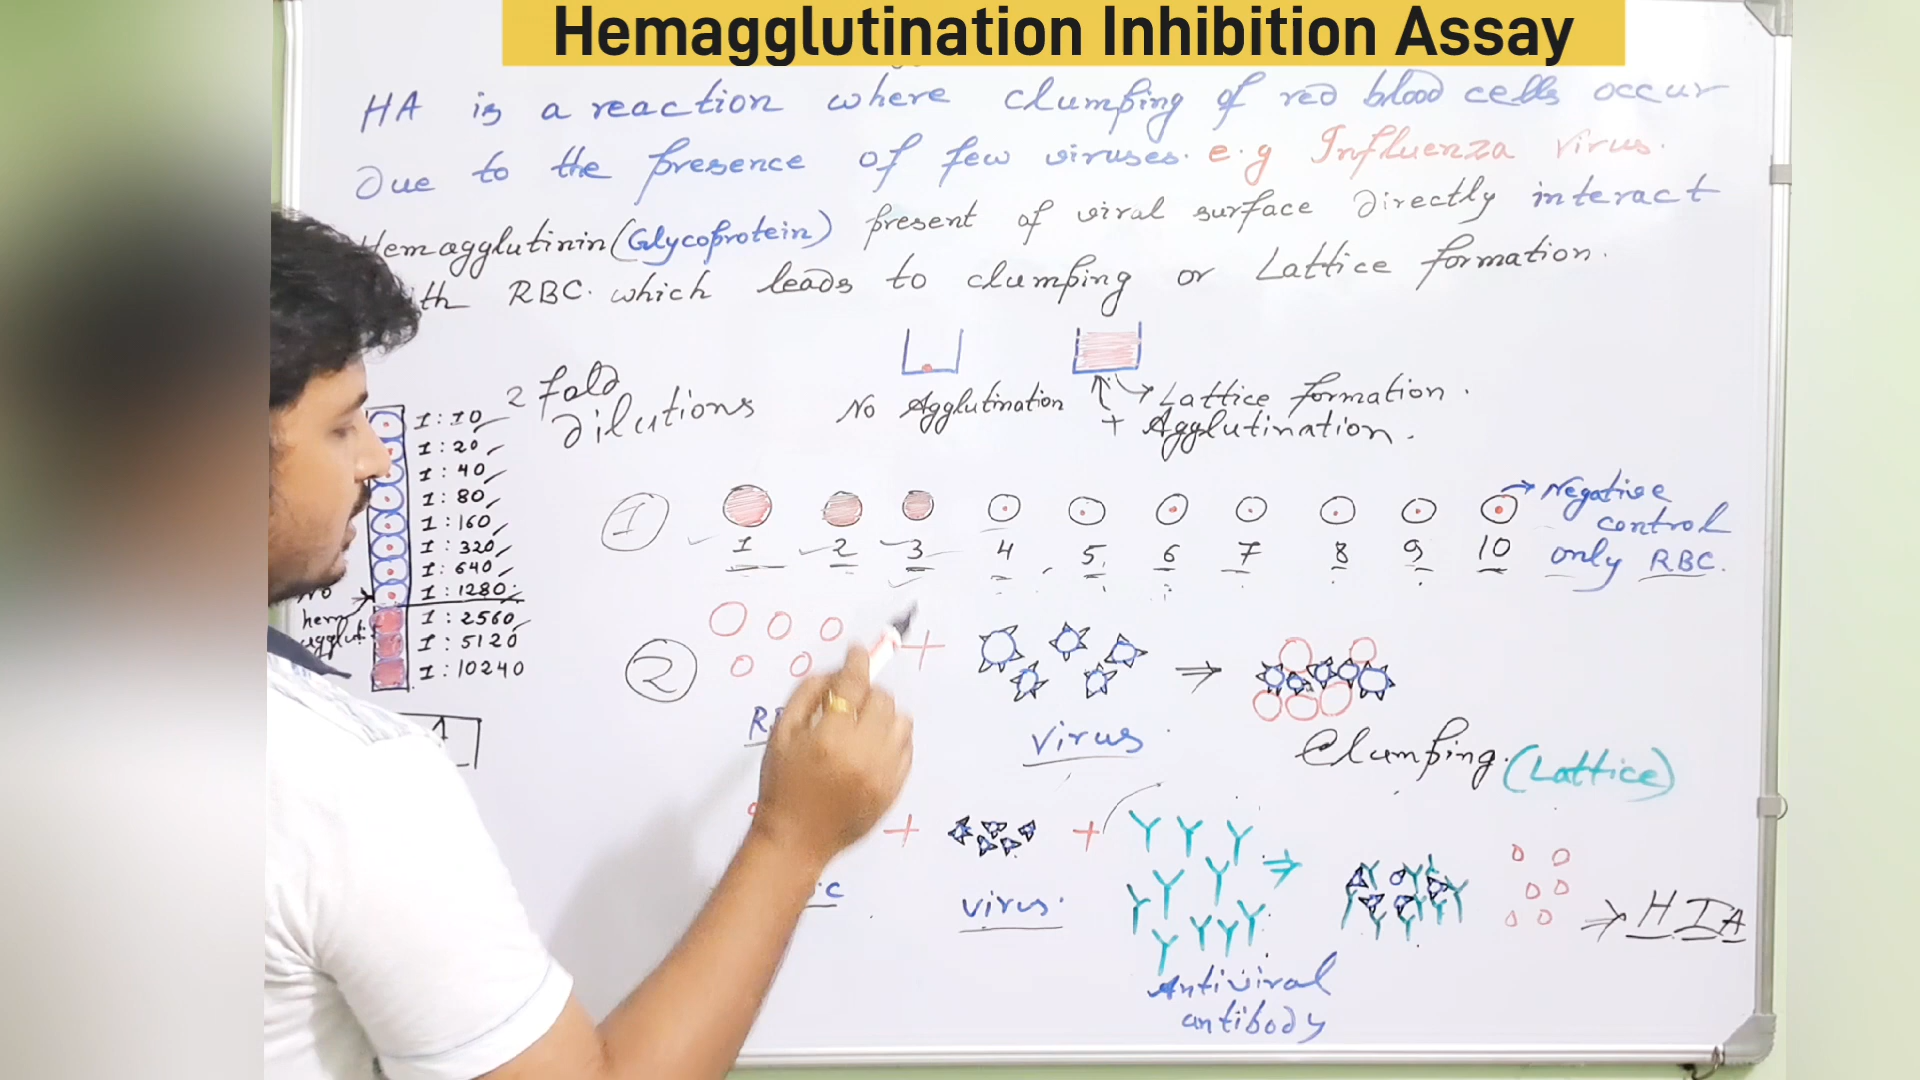 Hemagglutination Inhibition Assay
HA is a reaction where clumping of red blood cells occur
Due to the presence of few viruses. e.g Influenza virus.
Hemagglutinin (Glycoprotein) present of viral surface Directly interact
RBC. which leads to clumping or Lattice formation.
2 fold
Dilutions
No Agglutination
Lattice formation.
+ Agglutination.
1:10
1:20
1:40
1:80
1:160
1:320
1:640
1:1280
1:2560
1:5120
1:10240
No
hem
1
1 2 3 4 5 6 7 8 9 10
Negative
control
only RBC.
2
+
Virus
Clumping. (Lattice)
+
virus.
+
Antiviral
antibody
HIA